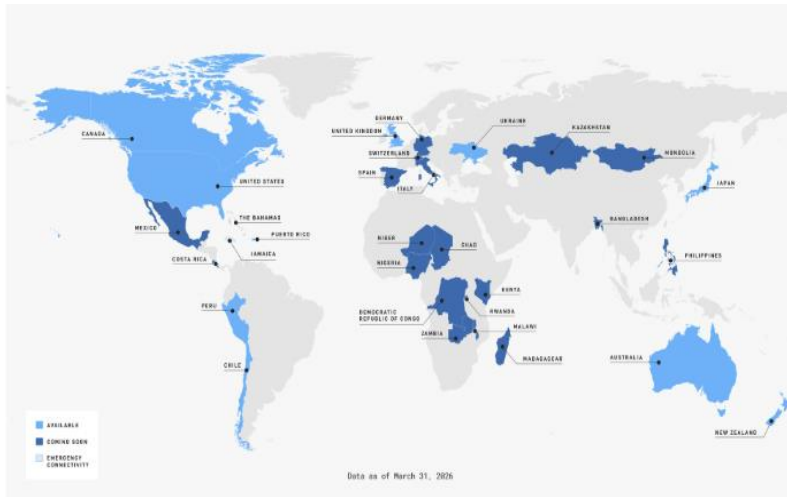 GERMANY
UKRAINE
CANADA
UNITED KINGDOM
KAZAKHSTAN
SWITZERLAND
MONGOLIA
SPAIN
UNITED STATES
JAPAN
ITALY
THE BAHAMAS
BANGLADESH
MEXICO
PUERTO RICO
NIGER
CHAD
JAMAICA
PHILIPPINES
COSTA RICA
NIGERIA
KENYA
PERU
DEMOCRATIC
REPUBLIC OF CONGO
RWANDA
MALAWI
ZAMBIA
MADAGASCAR
AUSTRALIA
CHILE
AVAILABLE
NEW ZEALAND
COMING SOON
EMERGENCY
CONNECTIVITY
Data as of March 31, 2026